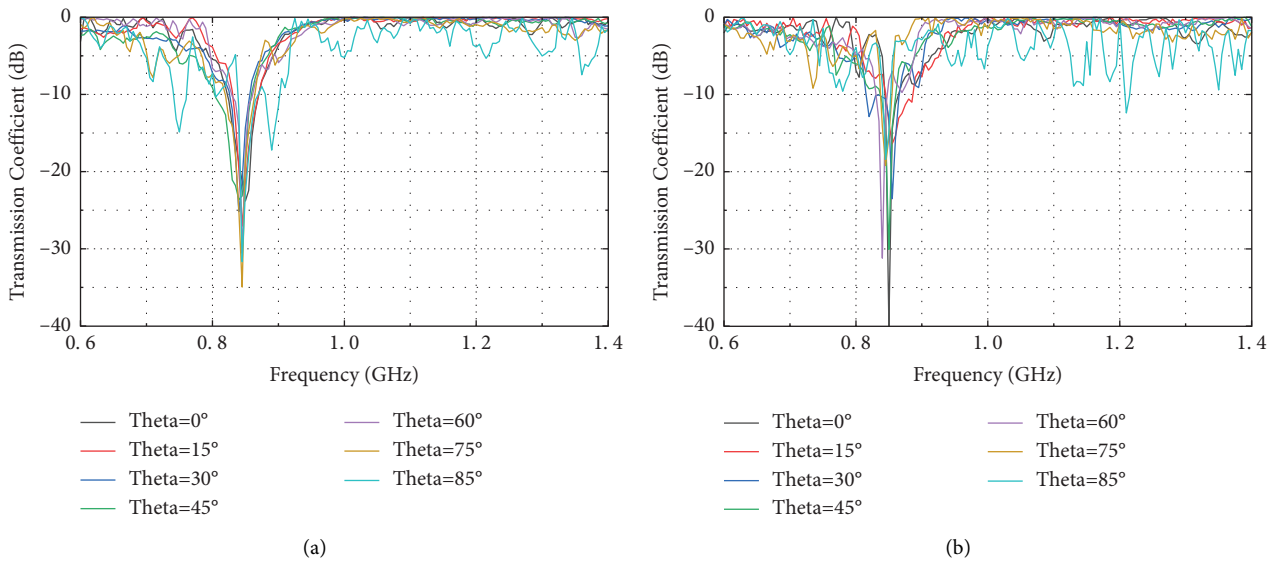 0
–10
–20
–30
–40
Transmission Coefficient (dB)
0. 6
0. 8
1. 0
1. 2
1. 4
Frequency (GHz)
Theta=0°
Theta=15°
Theta=30°
Theta=45°
Theta=60°
Theta=75°
Theta=85°
(a)
0
–10
–20
–30
–40
Transmission Coefficient (dB)
0. 6
0. 8
1. 0
1. 2
1. 4
Frequency (GHz)
Theta=0°
Theta=15°
Theta=30°
Theta=45°
Theta=60°
Theta=75°
Theta=85°
(b)